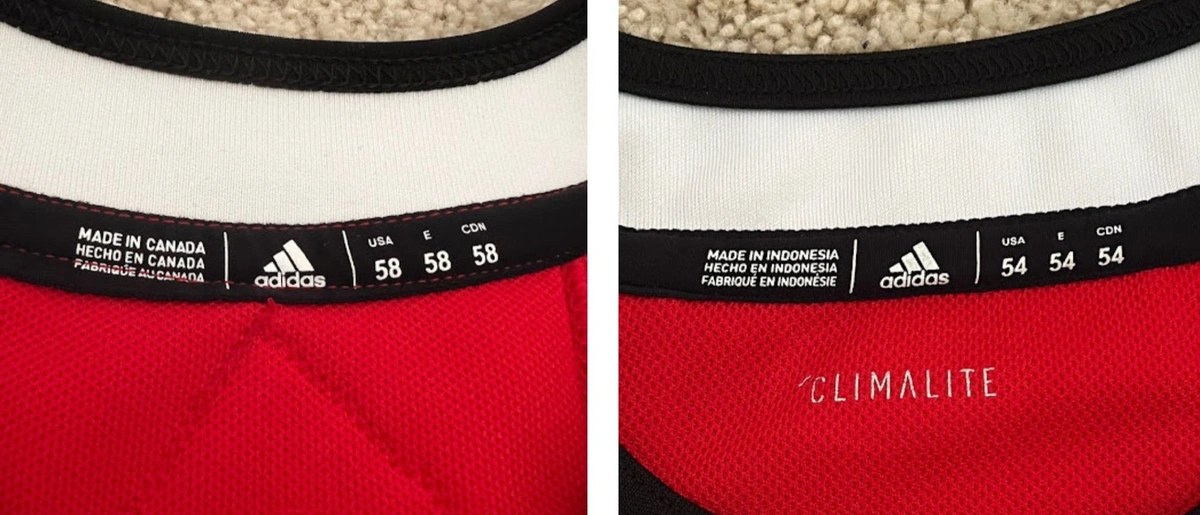 MADE IN CANADA
HECHO EN CANADA
FABRIQUÉ AU CANADA
adidas
USA E CDN
58 58 58
MADE IN INDONESIA
HECHO EN INDONESIA
FABRIQUÉ EN INDONÉSIE
adidas
USA E CDN
54 54 54
CLIMALITE